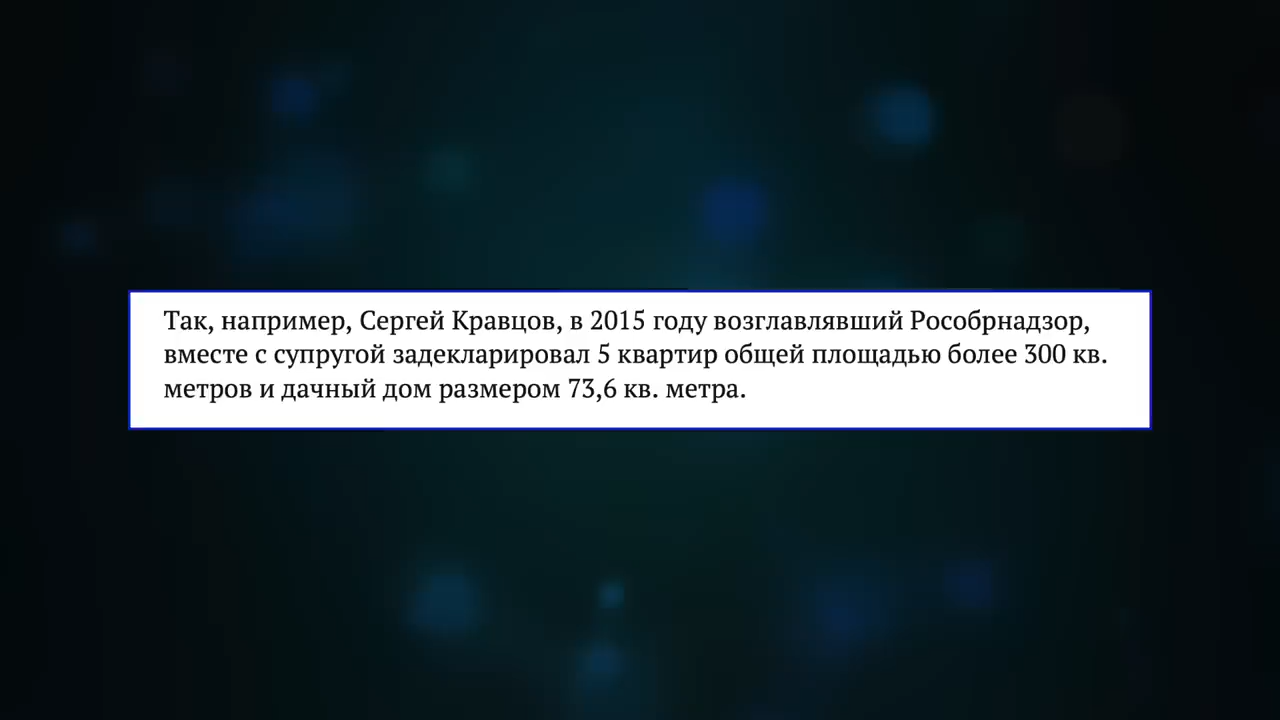 Так, например, Сергей Кравцов, в 2015 году возглавлявший Рособрнадзор,
вместе с супругой задекларировал 5 квартир общей площадью более 300 кв.
метров и дачный дом размером 73,6 кв. метра.